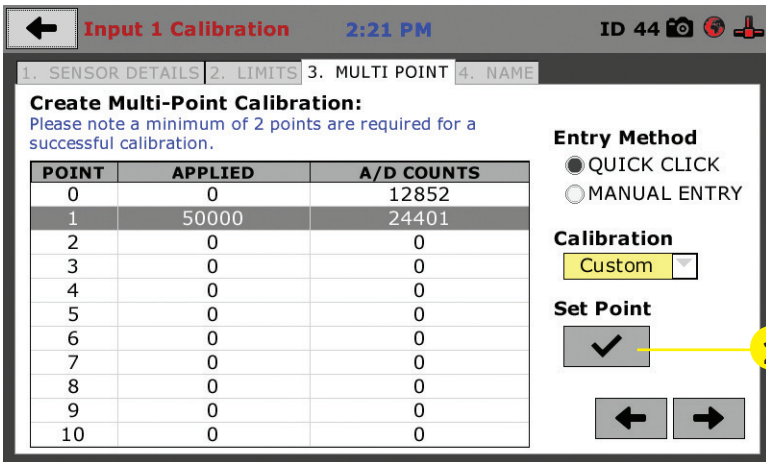 Input 1 Calibration 2:21 PM ID 44
1. SENSOR DETAILS 2. LIMITS 3. MULTI POINT 4. NAME
Create Multi-Point Calibration:
Please note a minimum of 2 points are required for a
successful calibration.
POINT APPLIED A/D COUNTS
0 0 12852
1 50000 24401
2 0 0
3 0 0
4 0 0
5 0 0
6 0 0
7 0 0
8 0 0
9 0 0
10 0 0
Entry Method
QUICK CLICK
MANUAL ENTRY
Calibration
Custom
Set Point